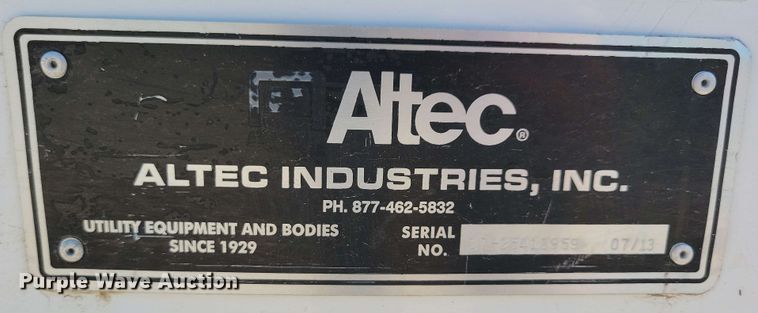 Altec®
ALTEC INDUSTRIES, INC.
PH. 877-462-5832
UTILITY EQUIPMENT AND BODIES
SINCE 1929
SERIAL
NO. 07/13
Purple Wave Auction